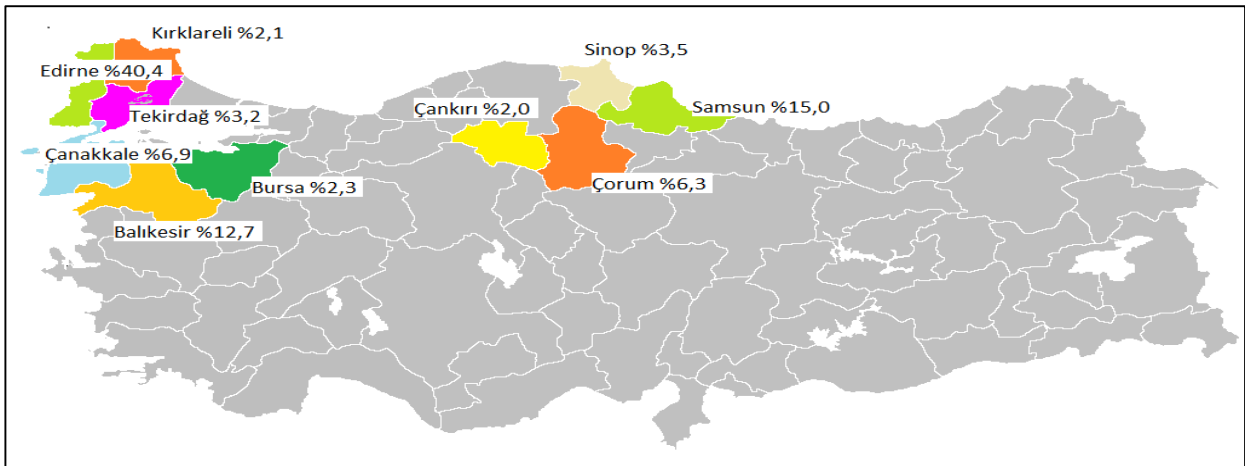 Kırklareli %2,1
Edirne %40,4
Tekirdağ %3,2
Çanakkale %6,9
Bursa %2,3
Balıkesir %12,7
Sinop %3,5
Çankırı %2,0
Samsun %15,0
Çorum %6,3